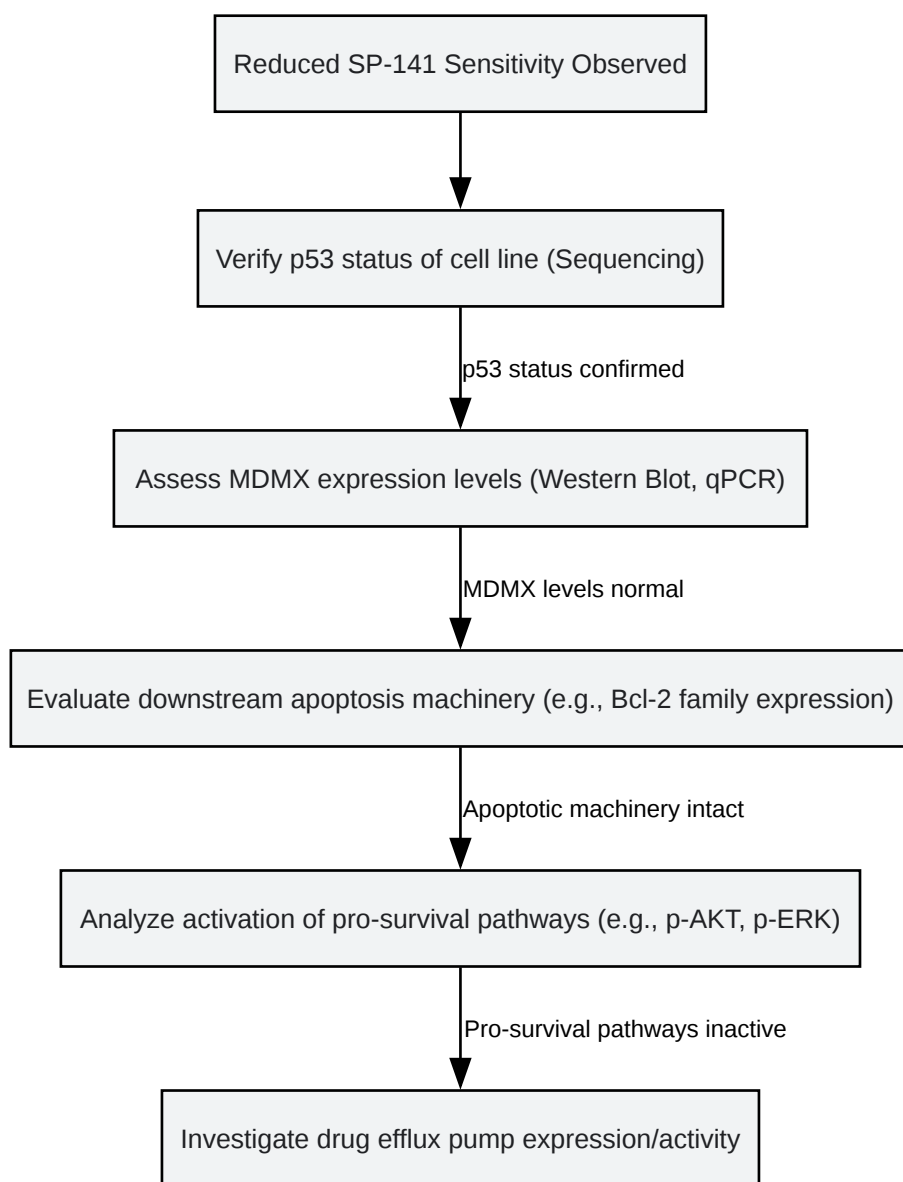 Reduced SP-141 Sensitivity Observed
Verify p53 status of cell line (Sequencing)
p53 status confirmed
Assess MDMX expression levels (Western Blot, qPCR)
MDMX levels normal
Evaluate downstream apoptosis machinery (e.g., Bcl-2 family expression)
Apoptotic machinery intact
Analyze activation of pro-survival pathways (e.g., p-AKT, p-ERK)
Pro-survival pathways inactive
Investigate drug efflux pump expression/activity